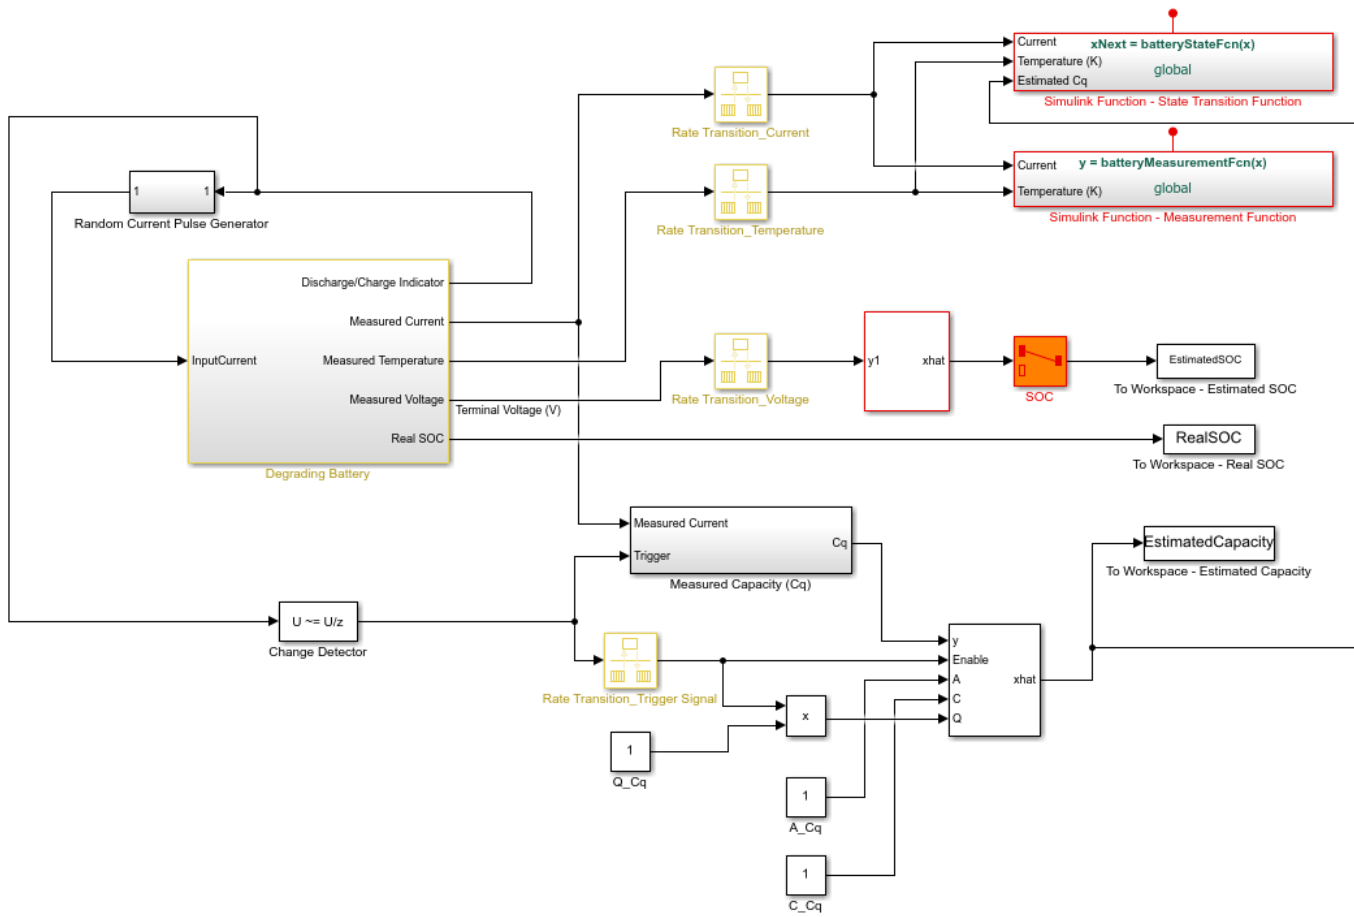 Current
xNext = batteryStateFcn(x)
Temperature (K)
global
Estimated Cq
Simulink Function - State Transition Function
Rate Transition_Current
Current
y = batteryMeasurementFcn(x)
Temperature (K)
global
Simulink Function - Measurement Function
1
1
Random Current Pulse Generator
Rate Transition_Temperature
InputCurrent
Discharge/Charge Indicator
Measured Current
Measured Temperature
Measured Voltage
Real SOC
Degrading Battery
Terminal Voltage (V)
Rate Transition_Voltage
y1
xhat
SOC
EstimatedSOC
To Workspace - Estimated SOC
RealSOC
To Workspace - Real SOC
Measured Current
Trigger
Cq
Measured Capacity (Cq)
EstimatedCapacity
To Workspace - Estimated Capacity
U ~= U/z
Change Detector
Rate Transition_Trigger Signal
y
Enable
A
C
Q
xhat
x
1
Q_Cq
1
A_Cq
1
C_Cq